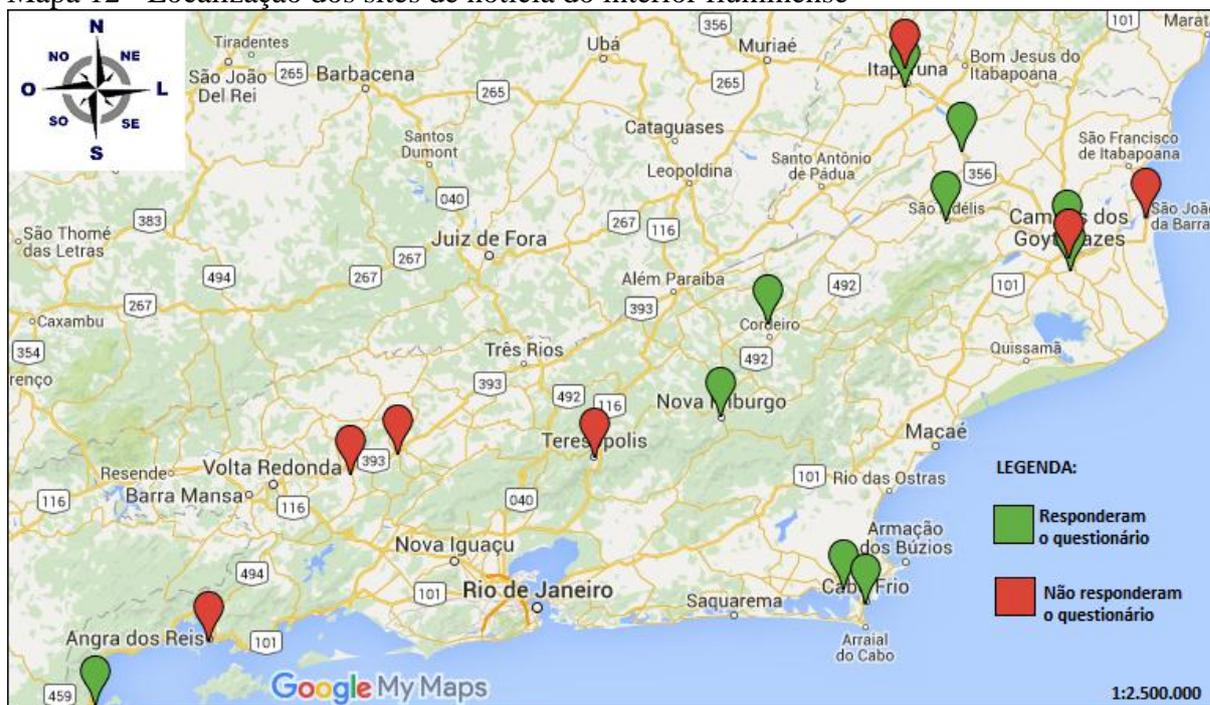 Mapa 12 - Localização dos sites de notícia do interior fluminense
N
NO
NE
O
L
SO
SE
S
Tiradentes
São João
Del Rei
265
Barbacena
Ubá
356
Muriaé
101
Marat
265
265
Itaperuna
Bom Jesus do
Itabapoana
Santos
Dumont
Cataguases
Leopoldina
Santo Antônio
de Pádua
São Francisco
de Itabapoana
356
040
383
São Thomé
das Letras
Juiz de Fora
267
116
São Fidélis
Campos dos
Goytacazes
São João
da Barra
267
494
267
267
Além Paraíba
492
101
393
Caxambu
Cordeiro
354
renço
Três Rios
492
Quissamã
393
492
116
Nova Friburgo
Macaé
Teresópolis
Resende
Volta Redonda
393
116
Barra Mansa
116
040
101
Rio das Ostras
LEGENDA:
Responderam
o questionário
Não responderam
o questionário
Armação
dos Búzios
Nova Iguaçu
494
101
Rio de Janeiro
Saquarema
Cabo Frio
Angra dos Reis
101
Arraial
do Cabo
459
Google My Maps
1:2.500.000